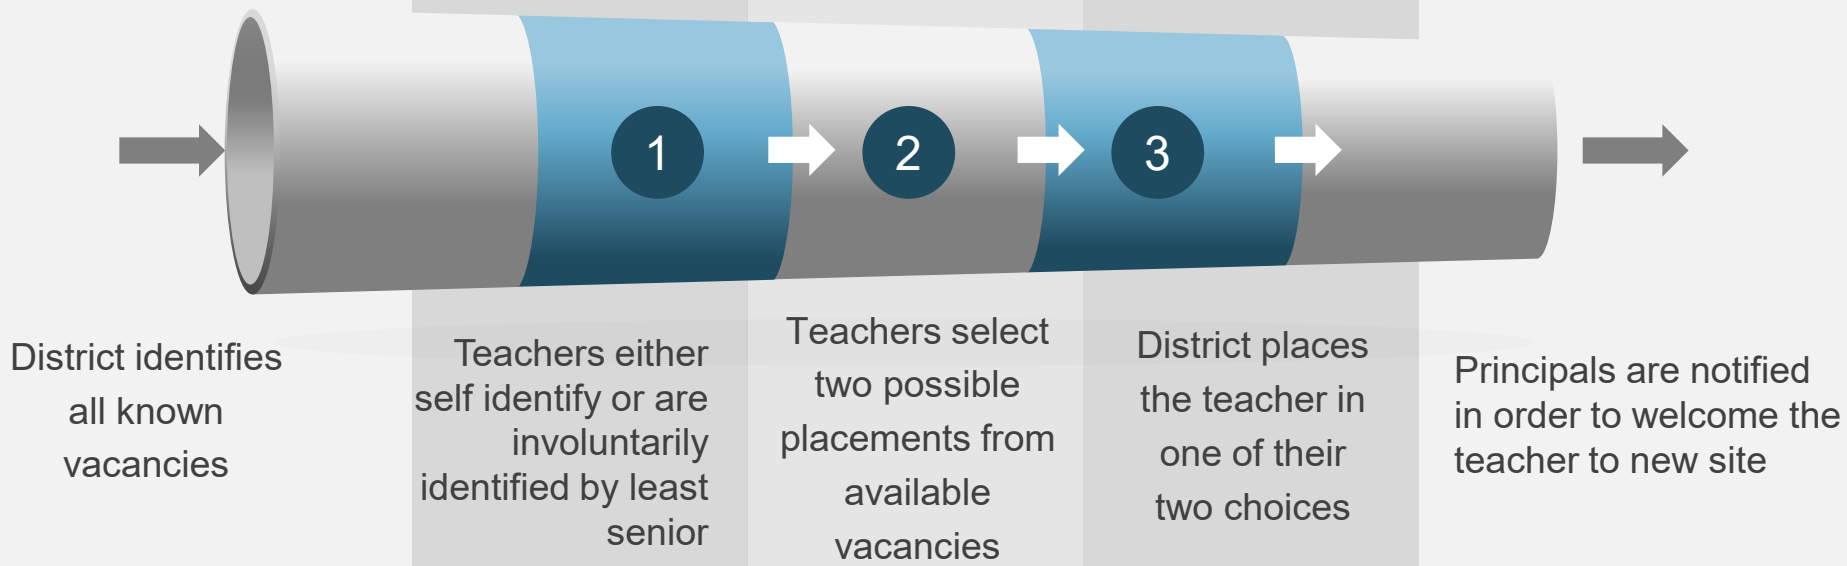 1
2
3
District identifies
all known
vacancies
Teachers either
self identify or are
involuntarily
identified by least
senior
Teachers select
two possible
placements from
available
vacancies
District places
the teacher in
one of their
two choices
Principals are notified
in order to welcome the
teacher to new site